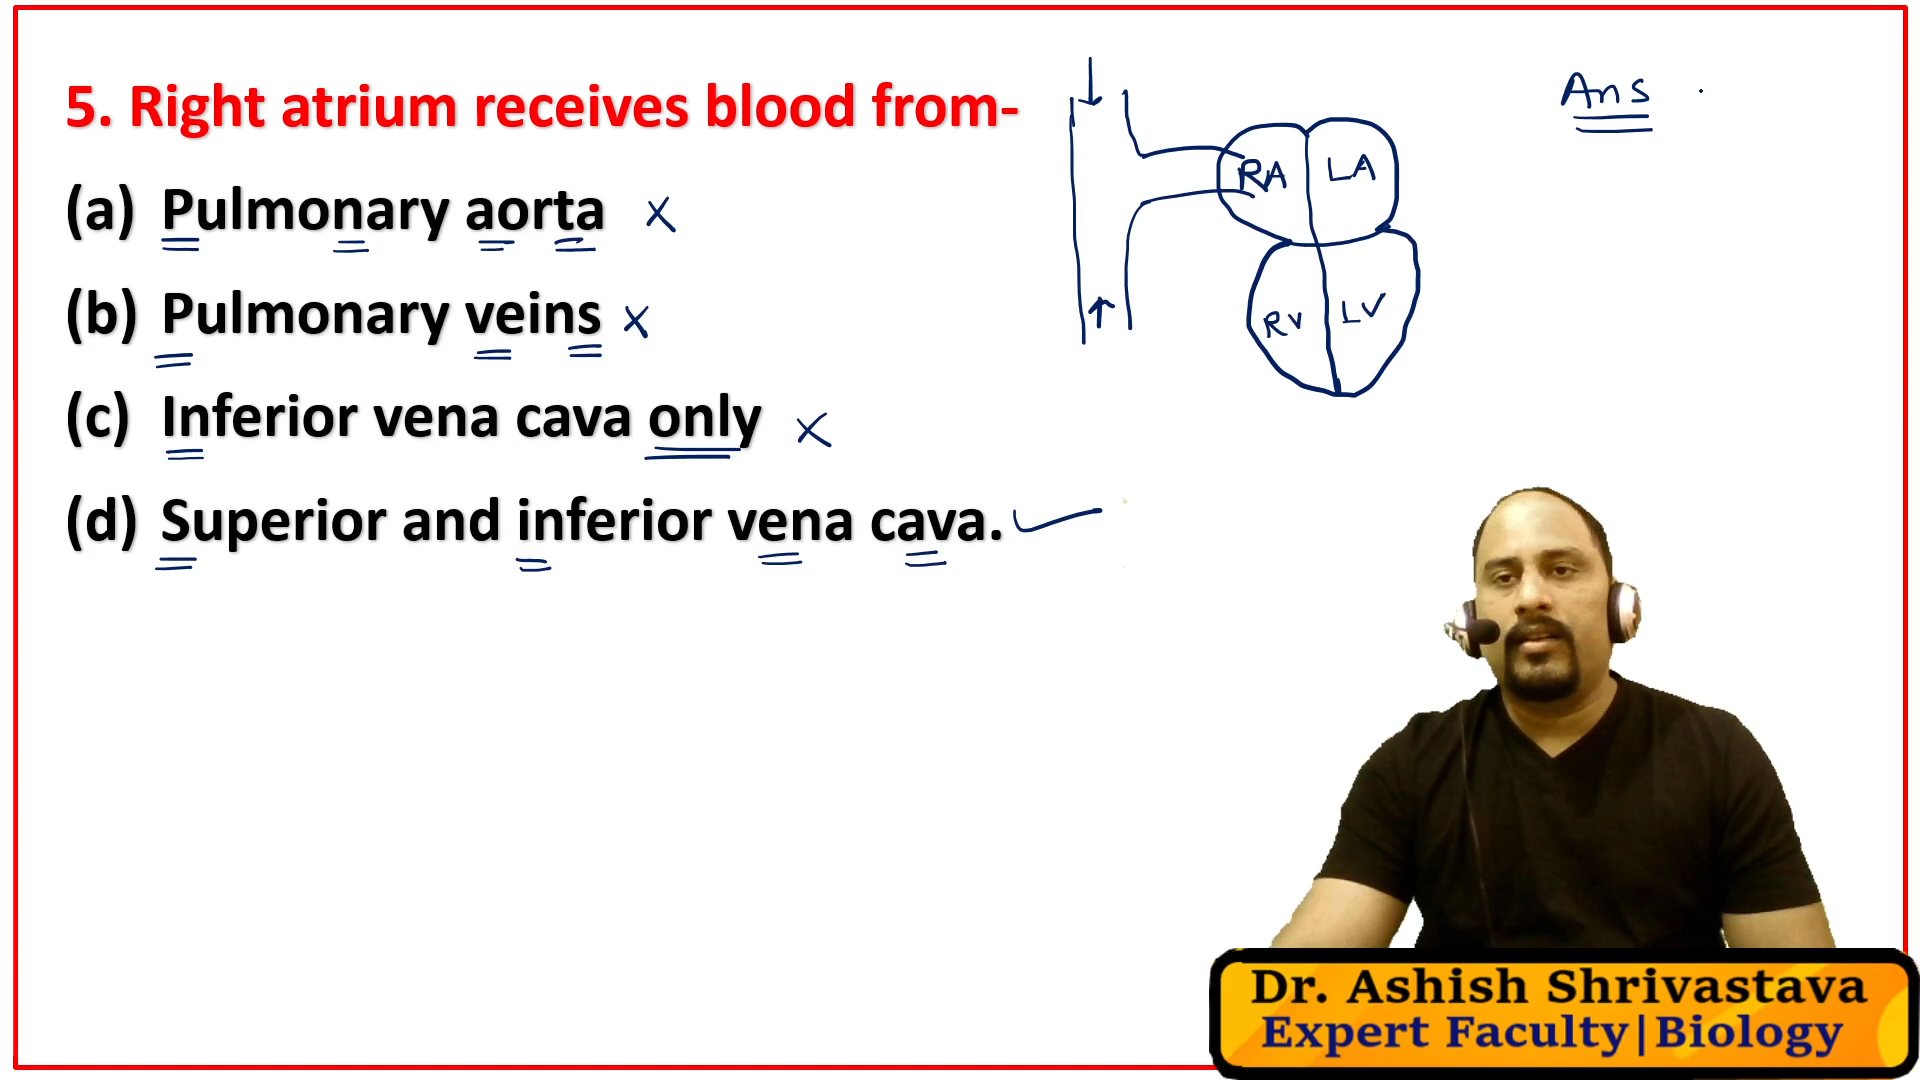 5. Right atrium receives blood from-
(a) Pulmonary aorta x
(b) Pulmonary veins x
(c) Inferior vena cava only x
(d) Superior and inferior vena cava. ✓
RA LA
RV LV
Ans .
Dr. Ashish Shrivastava
Expert Faculty|Biology